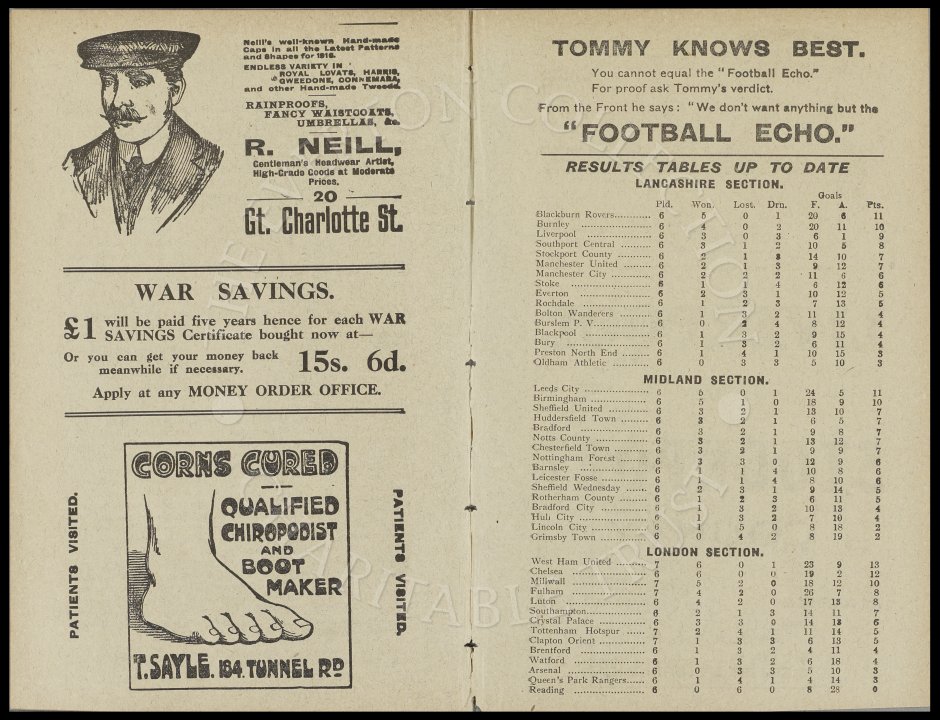 Neill's well-known Hand-made
Caps in all the Latest Patterns
and Shapes for 1918.
ENDLESS VARIETY IN
ROYAL LOVATS, HARRIS,
GWEEDONE, CONNEMARA,
and other Hand-made Tweeds.
RAINPROOFS,
FANCY WAISTCOATS,
UMBRELLAS, &c.
R. NEILL,
Gentleman's Headwear Artist,
High-Grade Goods at Moderate
Prices.
20
Gt. Charlotte St.
WAR SAVINGS.
£1 will be paid five years hence for each WAR
SAVINGS Certificate bought now at—
Or you can get your money back
meanwhile if necessary. 15s. 6d.
Apply at any MONEY ORDER OFFICE.
PATIENTS VISITED.
CORNS CURED
QUALIFIED
CHIROPODIST
AND
BOOT
MAKER
T. SAYLE. 184. TUNNEL RD
PATIENTS VISITED.
TOMMY KNOWS BEST.
You cannot equal the "Football Echo."
For proof ask Tommy's verdict.
From the Front he says: "We don't want anything but the
"FOOTBALL ECHO."
RESULTS TABLES UP TO DATE
LANCASHIRE SECTION.
Goals
Pld. Won. Lost. Drn. F. A. Pts.
Blackburn Rovers 6 5 0 1 20 6 11
Burnley 6 4 0 2 20 11 10
Liverpool 6 3 0 3 6 1 9
Southport Central 6 3 1 2 10 5 8
Stockport County 6 2 1 3 14 10 7
Manchester United 6 2 1 3 9 12 7
Manchester City 6 2 2 2 11 6 6
Stoke 6 1 1 4 6 12 6
Everton 6 2 3 1 10 12 5
Rochdale 6 1 2 3 7 13 5
Bolton Wanderers 6 1 3 2 11 11 4
Burslem P. V. 6 0 2 4 8 12 4
Blackpool 6 1 3 2 9 15 4
Bury 6 1 3 2 6 11 4
Preston North End 6 1 4 1 10 15 3
Oldham Athletic 6 0 3 3 5 10 3
MIDLAND SECTION.
Leeds City 6 5 0 1 24 5 11
Birmingham 6 5 1 0 18 9 10
Sheffield United 6 3 2 1 13 10 7
Huddersfield Town 6 3 2 1 6 5 7
Bradford 6 3 2 1 9 8 7
Notts County 6 3 2 1 13 12 7
Chesterfield Town 6 3 2 1 9 9 7
Nottingham Forest 6 3 3 0 12 9 6
Barnsley 6 1 1 4 10 8 6
Leicester Fosse 6 1 1 4 8 10 6
Sheffield Wednesday 6 2 3 1 9 14 5
Rotherham County 6 1 2 3 6 11 5
Bradford City 6 1 3 2 10 13 4
Hull City 6 1 3 2 7 10 4
Lincoln City 6 1 5 0 8 18 2
Grimsby Town 6 0 4 2 8 19 2
LONDON SECTION.
West Ham United 7 6 0 1 23 9 13
Chelsea 6 6 0 0 19 2 12
Millwall 7 5 2 0 18 12 10
Fulham 7 4 2 0 26 7 8
Luton 6 4 2 0 17 13 8
Southampton 6 2 1 3 14 11 7
Crystal Palace 6 3 3 0 14 13 6
Tottenham Hotspur 7 2 4 1 11 14 5
Clapton Orient 7 1 3 3 6 13 5
Brentford 6 1 3 2 4 11 4
Watford 6 1 3 2 6 18 4
Arsenal 6 0 3 3 5 10 3
Queen's Park Rangers 6 1 4 1 4 14 3
Reading 6 0 6 0 8 28 0